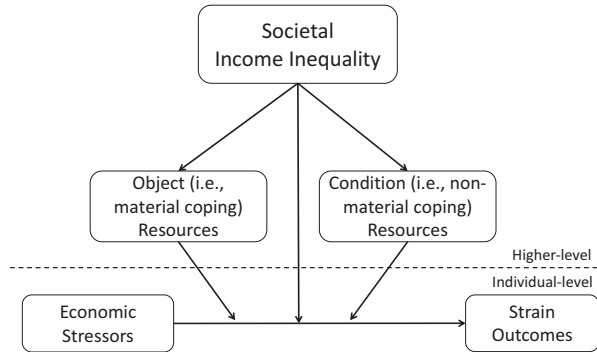 Societal
Income Inequality
Object (i.e.,
material coping)
Resources
Condition (i.e., non-
material coping)
Resources
Higher-level
Individual-level
Economic
Stressors
Strain
Outcomes